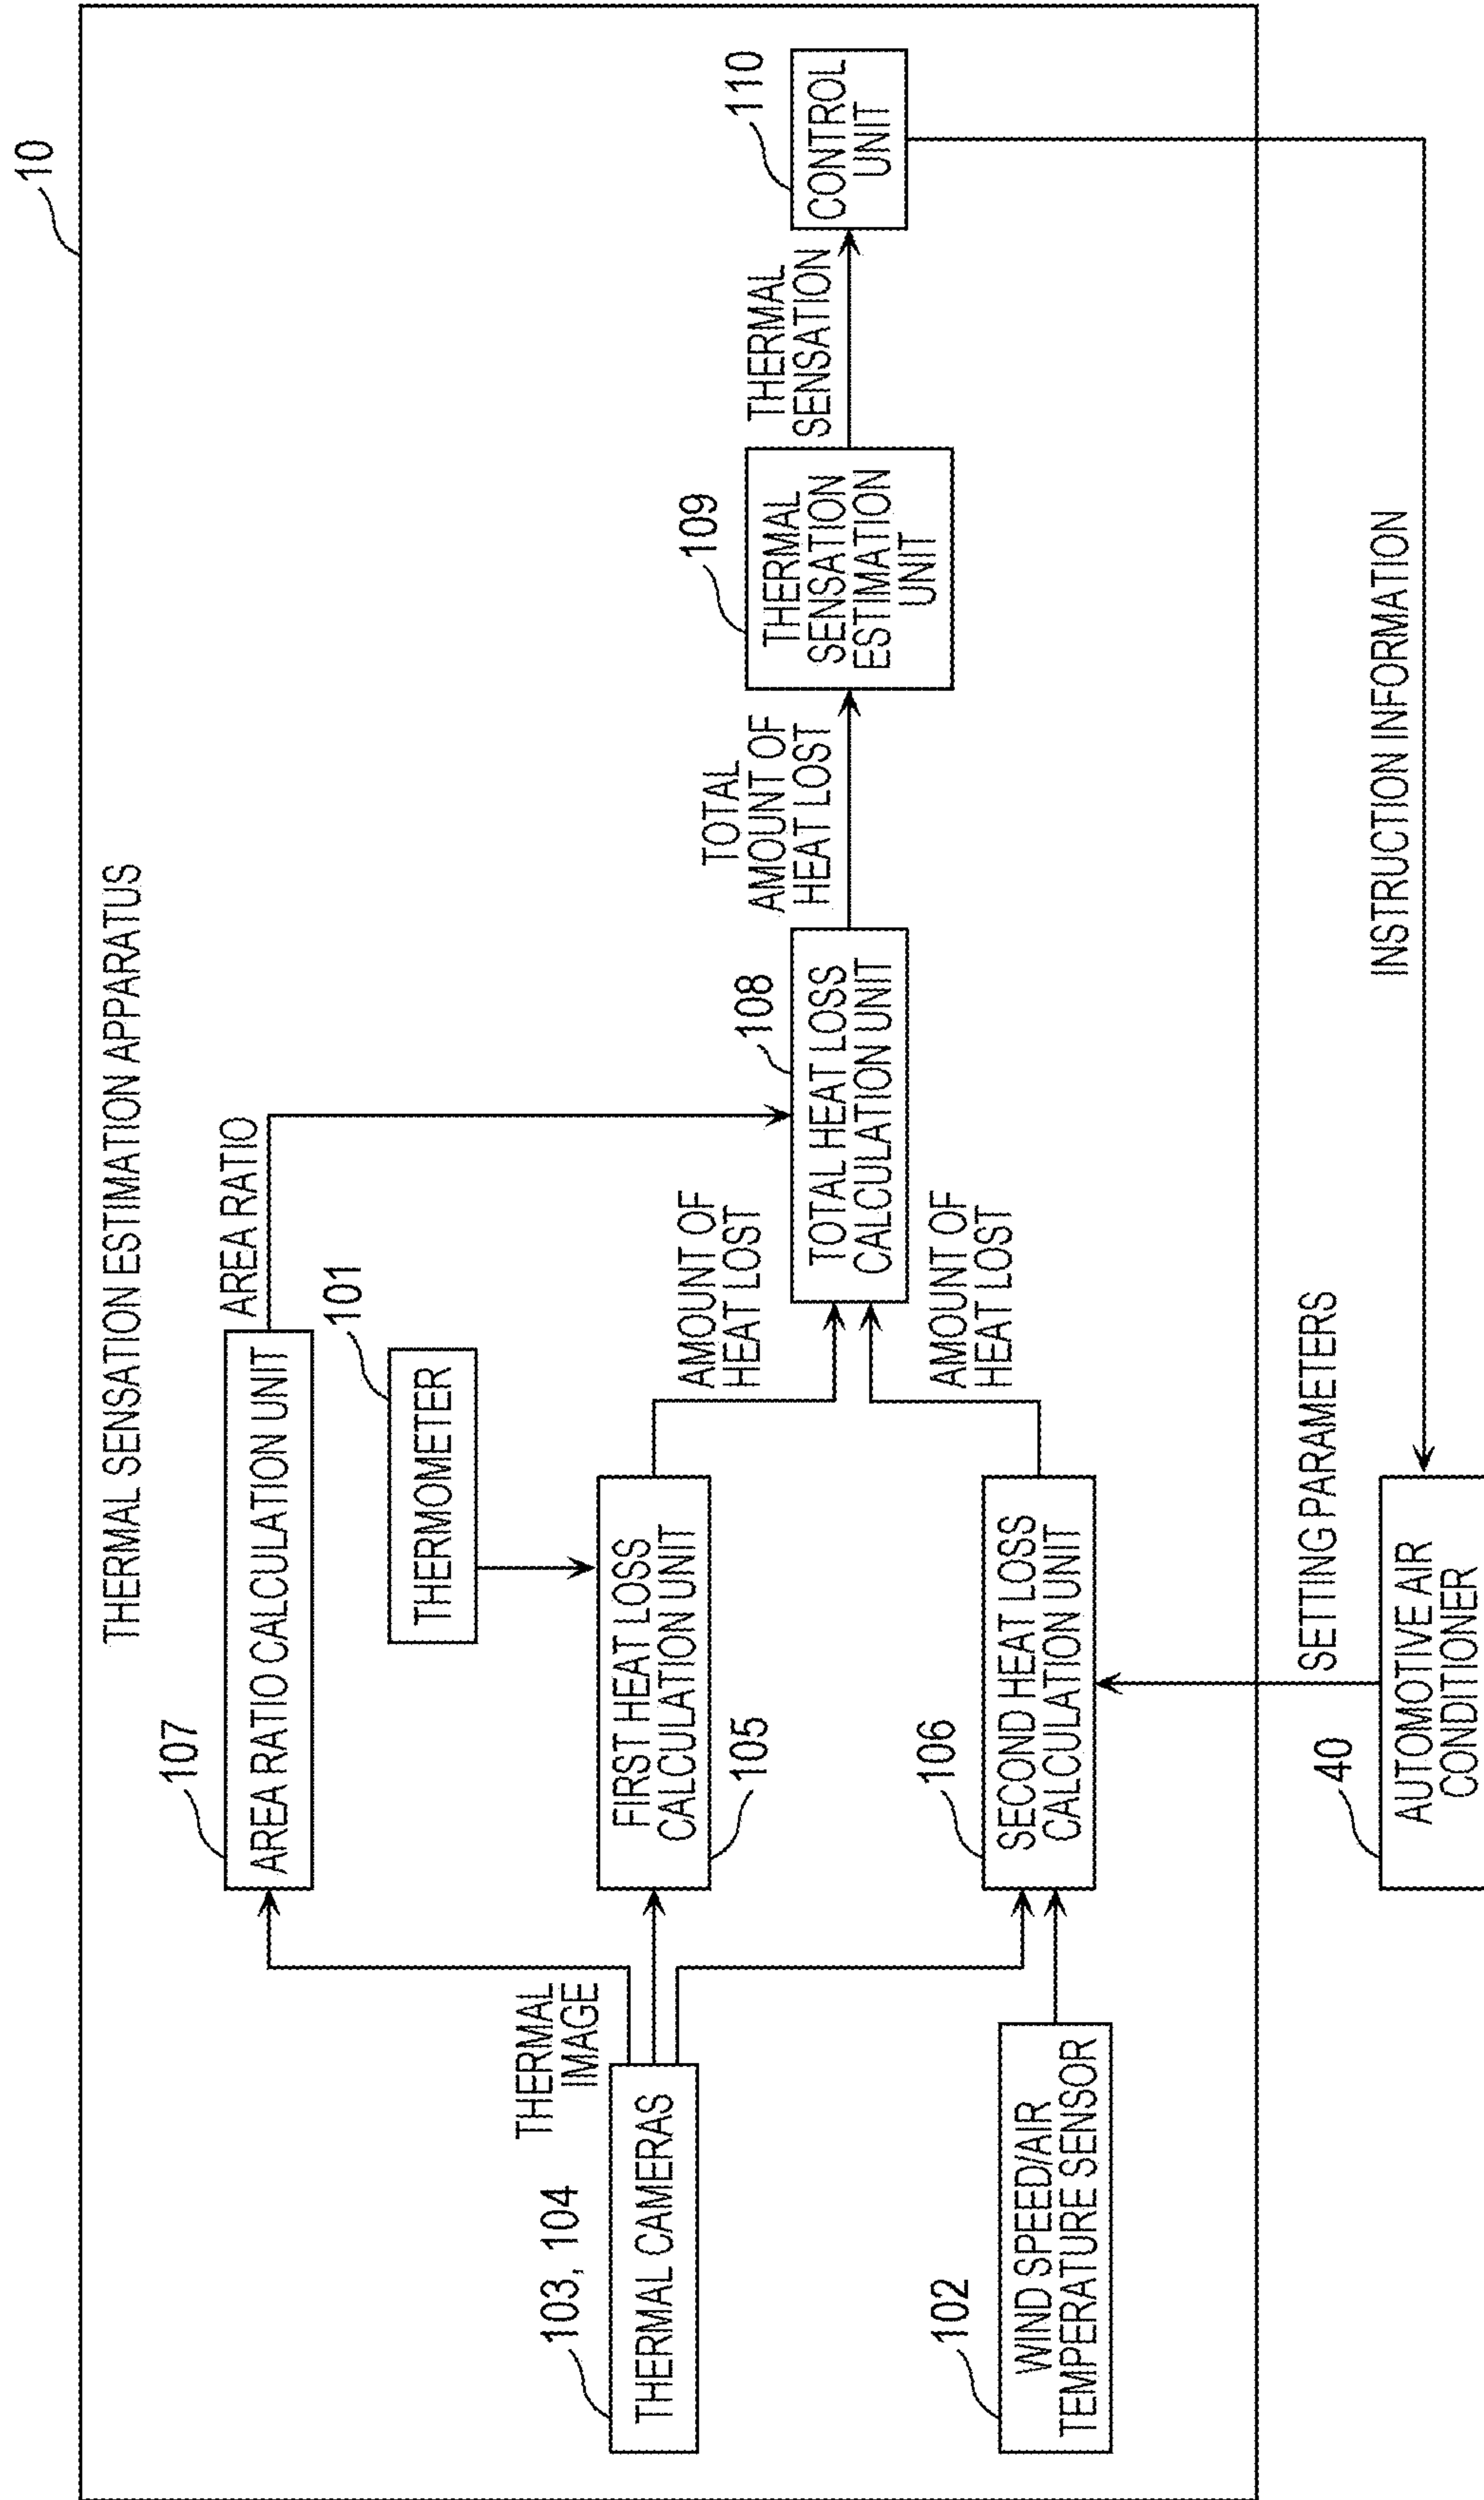 10
THERMAL SENSATION ESTIMATION APPARATUS
107
AREA RATIO CALCULATION UNIT
AREA RATIO
101
THERMOMETER
THERMAL
IMAGE
103, 104
THERMAL CAMERAS
FIRST HEAT LOSS
CALCULATION UNIT
105
AMOUNT OF
HEAT LOST
108
TOTAL HEAT LOSS
CALCULATION UNIT
TOTAL
AMOUNT OF
HEAT LOST
109
THERMAL
SENSATION
ESTIMATION
UNIT
THERMAL
SENSATION
110
CONTROL
UNIT
102
WIND SPEED/AIR
TEMPERATURE SENSOR
106
SECOND HEAT LOSS
CALCULATION UNIT
AMOUNT OF
HEAT LOST
SETTING PARAMETERS
INSTRUCTION INFORMATION
40
AUTOMOTIVE AIR
CONDITIONER